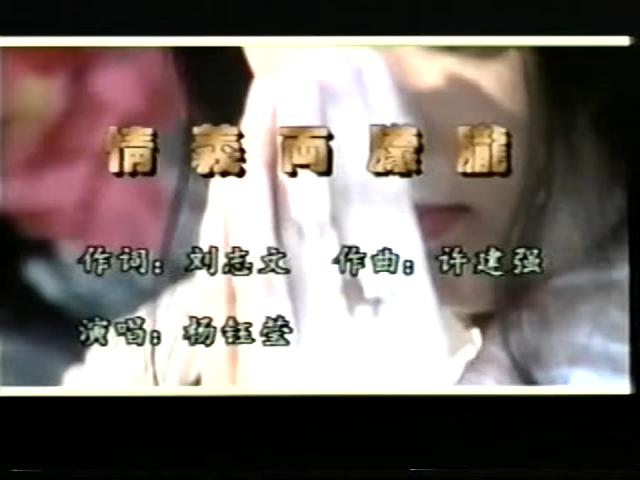 情義両朦朧
作词：刘志文 作曲：许建强
演唱：杨钰莹